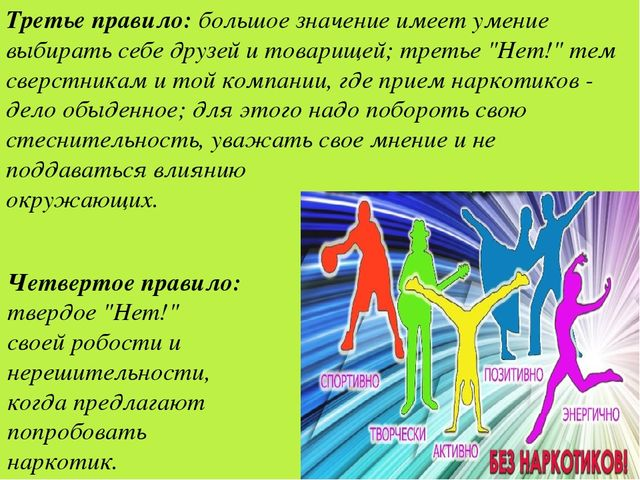 Третье правило: большое значение имеет умение
выбирать себе друзей и товарищей; третье "Нет!" тем
сверстникам и той компании, где прием наркотиков -
дело обыденное; для этого надо побороть свою
стеснительность, уважать свое мнение и не
поддаваться влиянию
окружающих.
Четвертое правило:
твердое "Нет!"
своей робости и
нерешительности,
когда предлагают
попробовать
наркотик.
СПОРТИВНО
ТВОРЧЕСКИ
АКТИВНО
ПОЗИТИВНО
ЭНЕРГИЧНО
БЕЗ НАРКОТИКОВ!